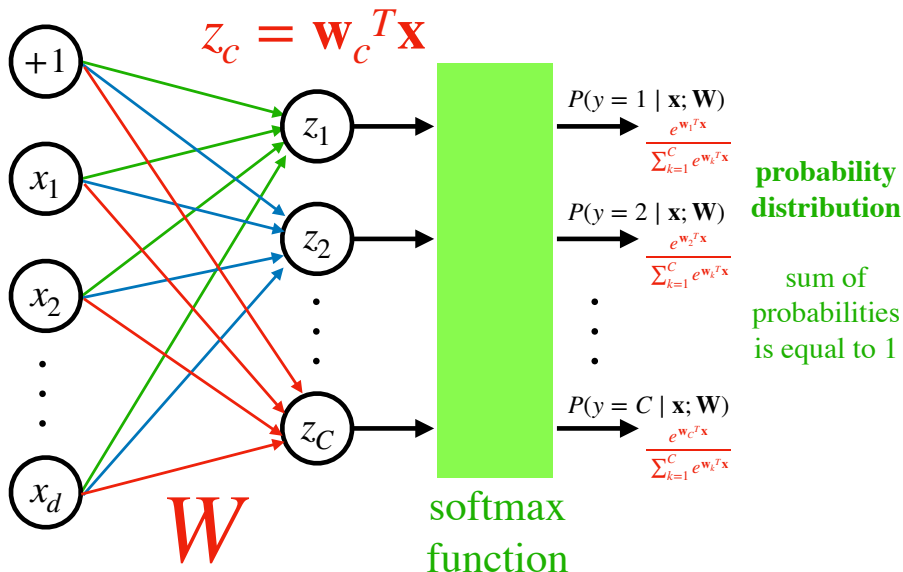 z_c = w_c^T x
+1
x_1
x_2
x_d
z_1
z_2
z_C
W
softmax
function
P(y = 1 | x; W)
e^{w_1^T x} / ∑_{k=1}^C e^{w_k^T x}
P(y = 2 | x; W)
e^{w_2^T x} / ∑_{k=1}^C e^{w_k^T x}
P(y = C | x; W)
e^{w_C^T x} / ∑_{k=1}^C e^{w_k^T x}
probability
distribution
sum of
probabilities
is equal to 1